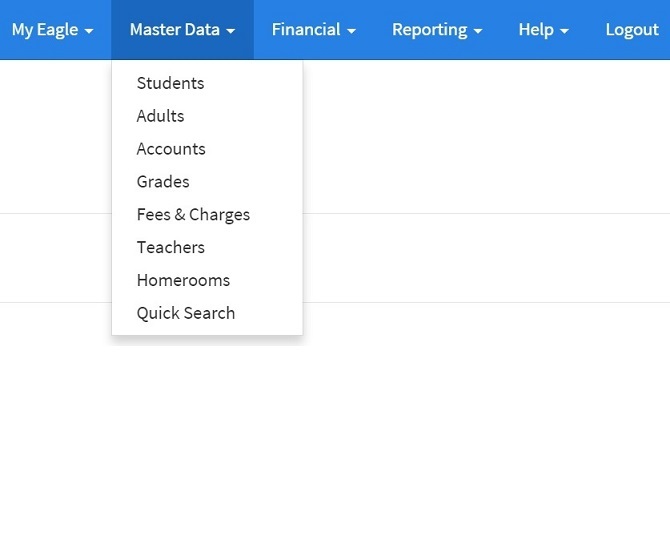 My Eagle Master Data Financial Reporting Help Logout
Students
Adults
Accounts
Grades
Fees & Charges
Teachers
Homerooms
Quick Search